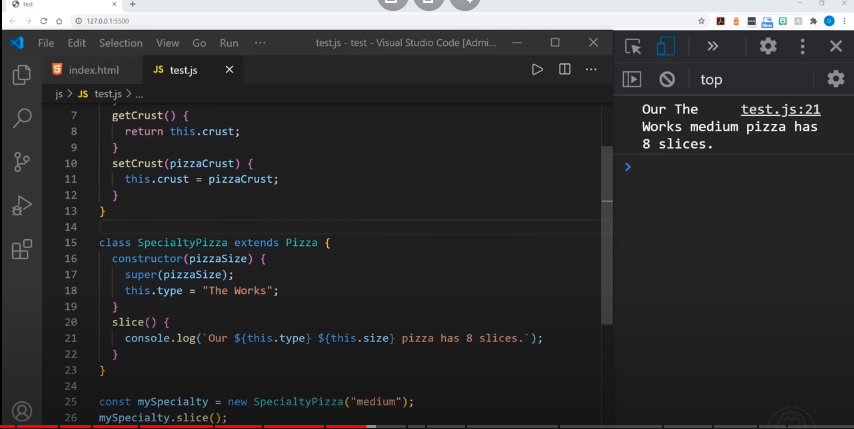 test
127.0.0.1:5500
File Edit Selection View Go Run ··· test.js - test - Visual Studio Code [Admi...
index.html JS test.js
js > JS test.js > ...
7 getCrust() {
8 return this.crust;
9 }
10 setCrust(pizzaCrust) {
11 this.crust = pizzaCrust;
12 }
13 }
14
15 class SpecialtyPizza extends Pizza {
16 constructor(pizzaSize) {
17 super(pizzaSize);
18 this.type = "The Works";
19 }
20 slice() {
21 console.log(`Our ${this.type} ${this.size} pizza has 8 slices.`);
22 }
23 }
24
25 const mySpecialty = new SpecialtyPizza("medium");
26 mySpecialty.slice();
top
Our The test.js:21
Works medium pizza has
8 slices.